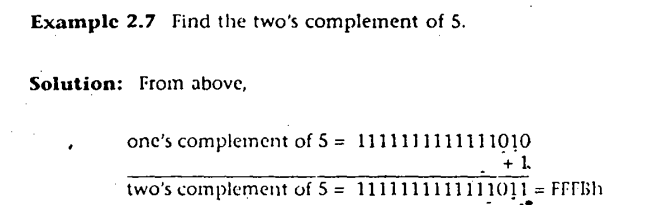 Example 2.7 Find the two's complement of 5.
Solution: From above,
one's complement of 5 = 1111111111111010
+ 1
two's complement of 5 = 1111111111111011 = FFFBh